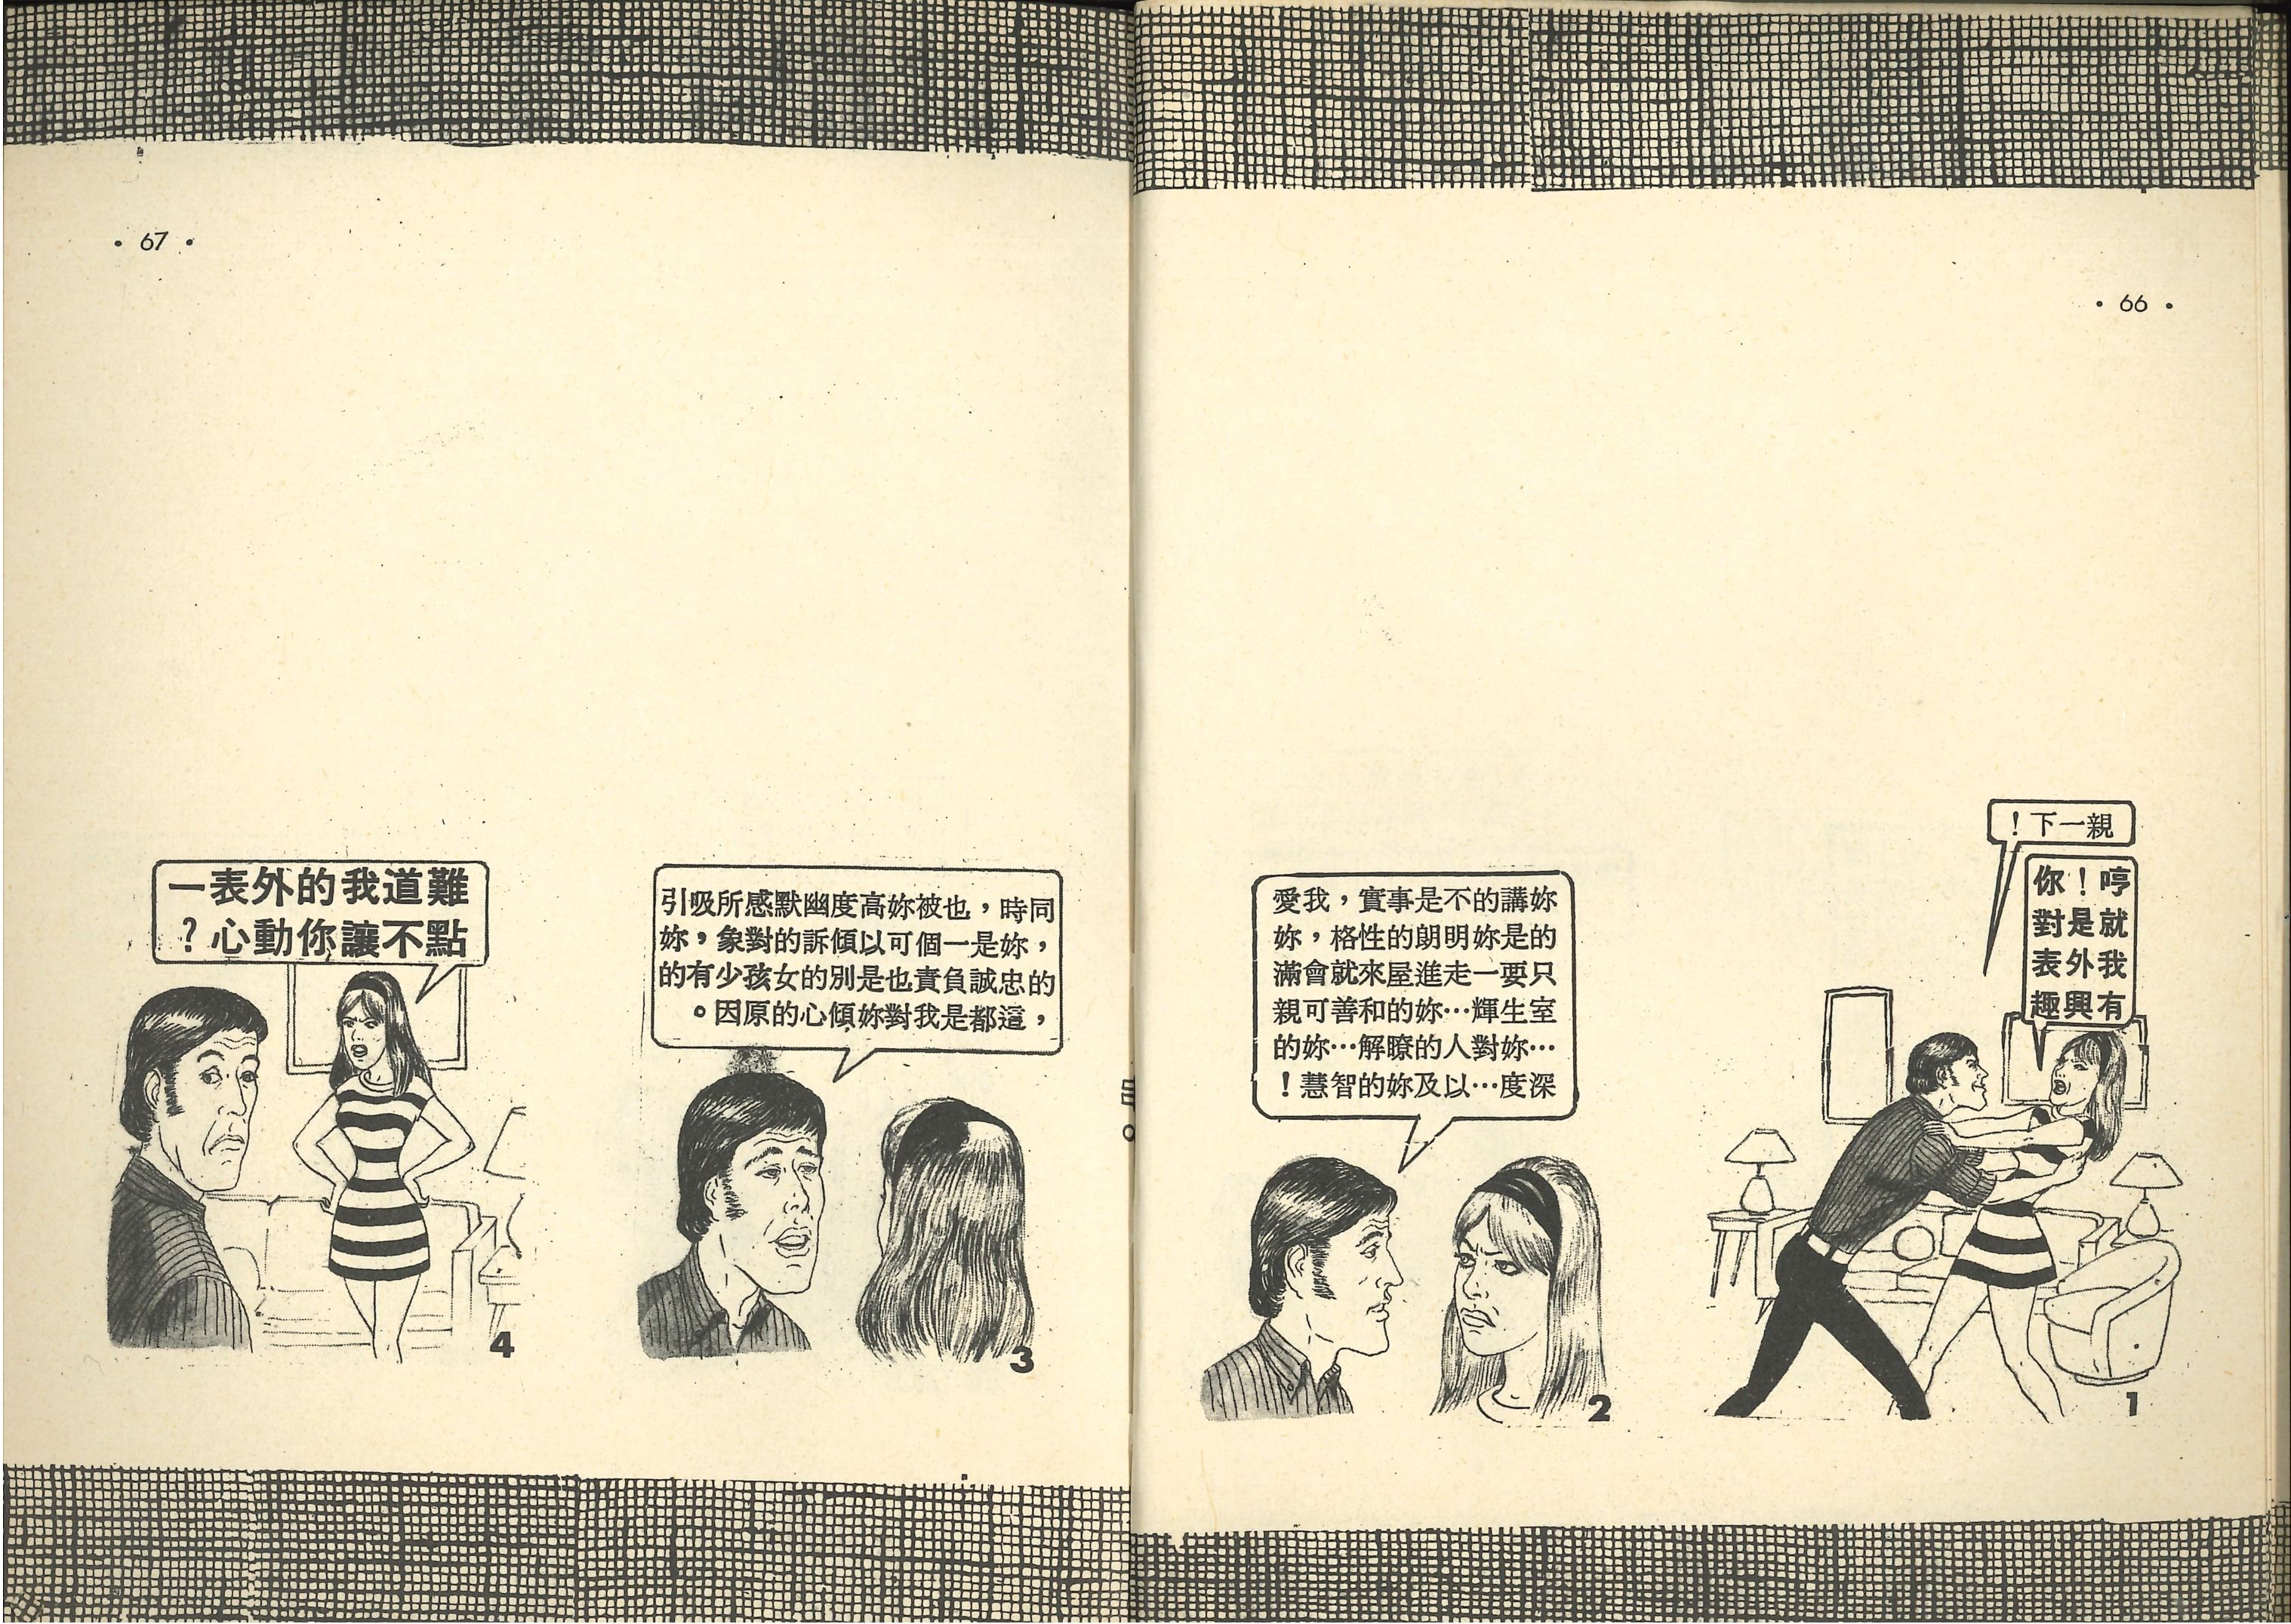 • 66 •
親一下！
哼！你
就是對
我外表
有興趣
1
妳講的不是事實，我愛
的是妳明朗的性格，妳
只要一走進屋來就會滿
室生輝…妳的和善可親
…妳對人的瞭解…妳的
深度…以及妳的智慧！
2
• 67 •
同時，也被妳高度幽默感所吸引
，妳是一個可以傾訴的對象，妳
的忠誠負責也是別的女孩少有的
，這都是我對妳傾心的原因。
3
難道我的外表一
點不讓你動心？
4